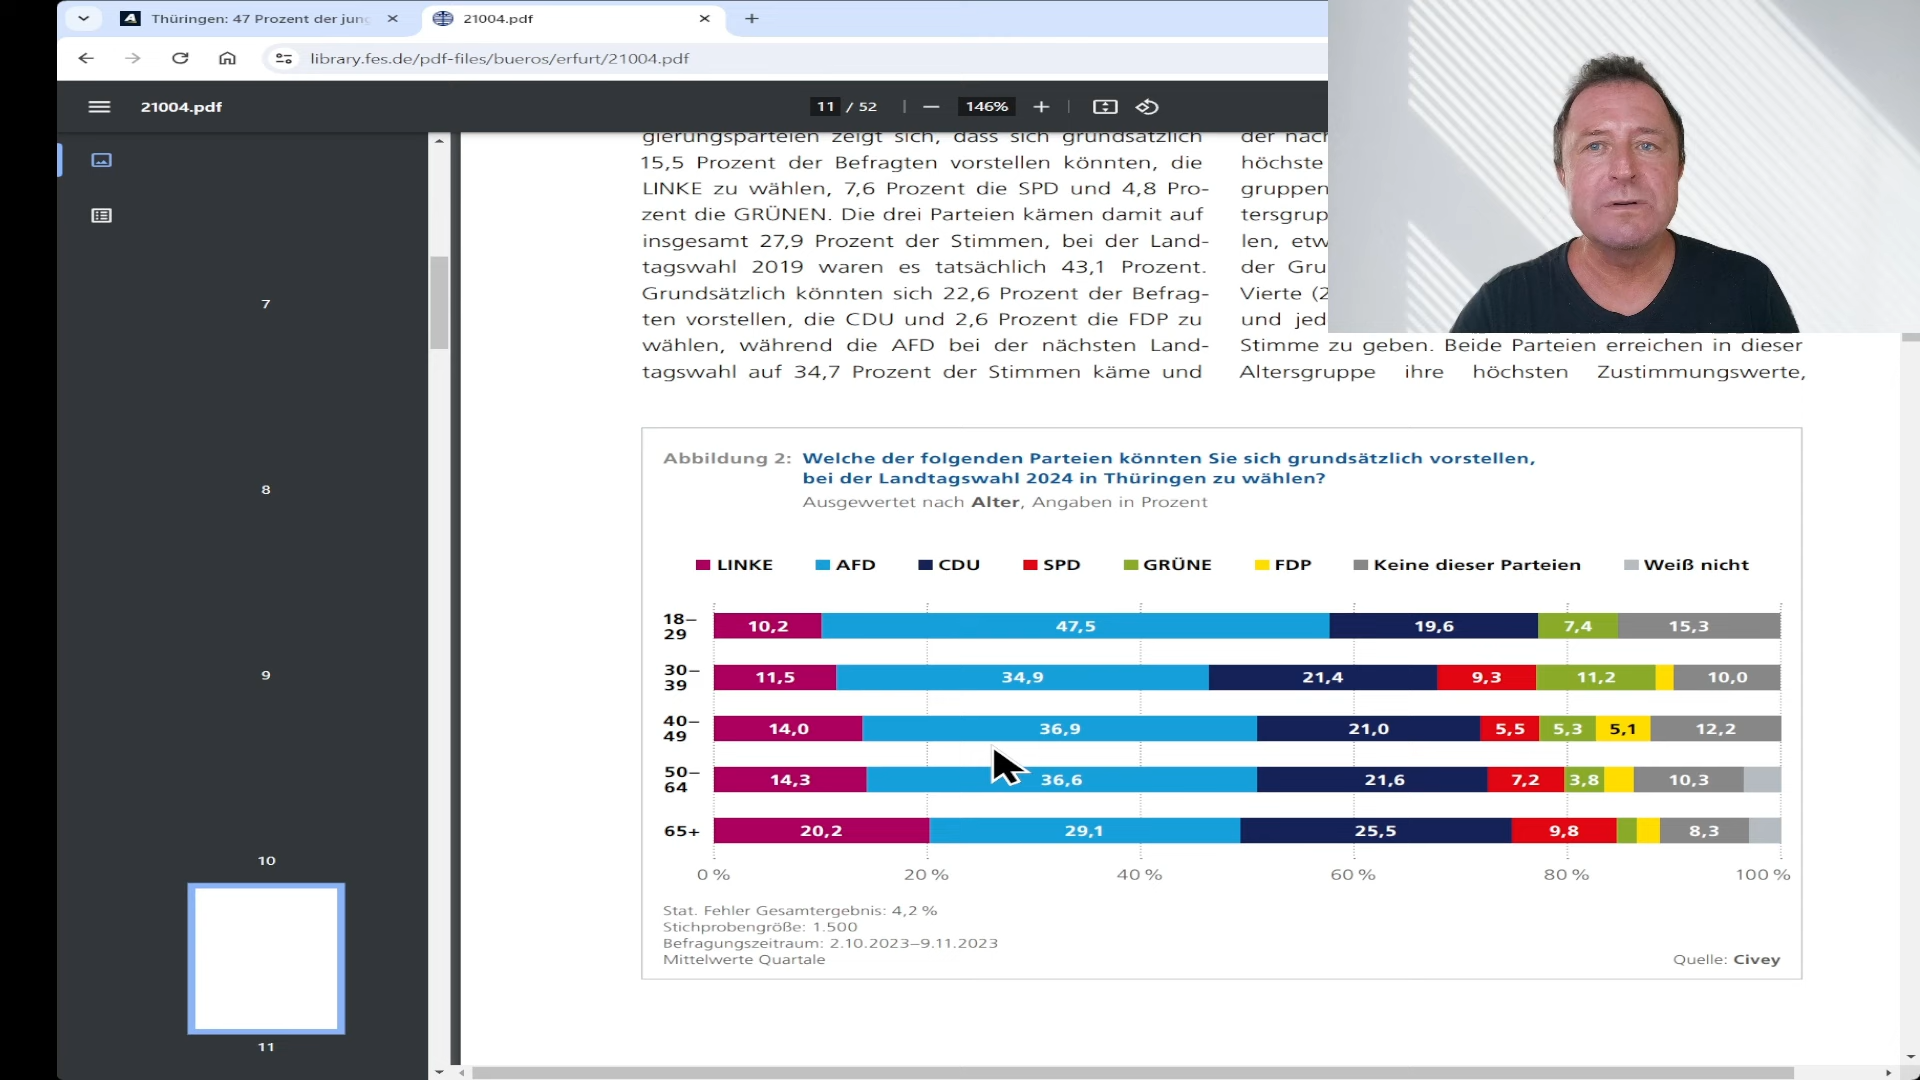 Thüringen: 47 Prozent der jung
21004.pdf
library.fes.de/pdf-files/bueros/erfurt/21004.pdf
21004.pdf
11 / 52
146%
7
8
9
10
11
gierungsparteien zeigt sich, dass sich grundsätzlich
15,5 Prozent der Befragten vorstellen könnten, die
LINKE zu wählen, 7,6 Prozent die SPD und 4,8 Pro-
zent die GRÜNEN. Die drei Parteien kämen damit auf
insgesamt 27,9 Prozent der Stimmen, bei der Land-
tagswahl 2019 waren es tatsächlich 43,1 Prozent.
Grundsätzlich könnten sich 22,6 Prozent der Befrag-
ten vorstellen, die CDU und 2,6 Prozent die FDP zu
wählen, während die AFD bei der nächsten Land-
tagswahl auf 34,7 Prozent der Stimmen käme und
der
höchste
gruppen
tersgrup
len, etw
der Gru
Vierte (2
und jed
Stimme zu geben. Beide Parteien erreichen in dieser
Altersgruppe ihre höchsten Zustimmungswerte,
Abbildung 2: Welche der folgenden Parteien könnten Sie sich grundsätzlich vorstellen,
bei der Landtagswahl 2024 in Thüringen zu wählen?
Ausgewertet nach Alter, Angaben in Prozent
LINKE AFD CDU SPD GRÜNE FDP Keine dieser Parteien Weiß nicht
18–
29 10,2 47,5 19,6 7,4 15,3
30–
39 11,5 34,9 21,4 9,3 11,2 10,0
40–
49 14,0 36,9 21,0 5,5 5,3 5,1 12,2
50–
64 14,3 36,6 21,6 7,2 3,8 10,3
65+ 20,2 29,1 25,5 9,8 8,3
0 % 20 % 40 % 60 % 80 % 100 %
Stat. Fehler Gesamtergebnis: 4,2 %
Stichprobengröße: 1.500
Befragungszeitraum: 2.10.2023–9.11.2023
Mittelwerte Quartale
Quelle: Civey